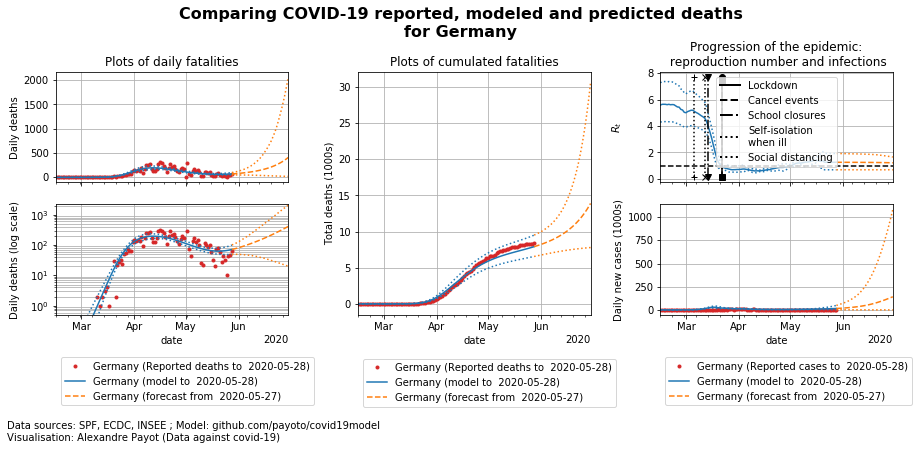 Comparing COVID-19 reported, modeled and predicted deaths
for Germany
Plots of daily fatalities
Daily deaths
2000
1500
1000
500
0
Daily deaths (log scale)
10³
10²
10¹
10⁰
Mar
Apr
May
Jun
date
2020
Germany (Reported deaths to  2020-05-28)
Germany (model to  2020-05-28)
Germany (forecast from  2020-05-27)
Plots of cumulated fatalities
Total deaths (1000s)
30
25
20
15
10
5
0
Mar
Apr
May
Jun
date
2020
Germany (Reported deaths to  2020-05-28)
Germany (model to  2020-05-28)
Germany (forecast from  2020-05-27)
Progression of the epidemic:
reproduction number and infections
Rₜ
8
6
4
2
0
Lockdown
Cancel events
School closures
Self-isolation
when ill
Social distancing
Daily new cases (1000s)
1000
750
500
250
0
Mar
Apr
May
Jun
date
2020
Germany (Reported cases to  2020-05-28)
Germany (model to  2020-05-28)
Germany (forecast from  2020-05-27)
Data sources: SPF, ECDC, INSEE ; Model: github.com/payoto/covid19model
Visualisation: Alexandre Payot (Data against covid-19)